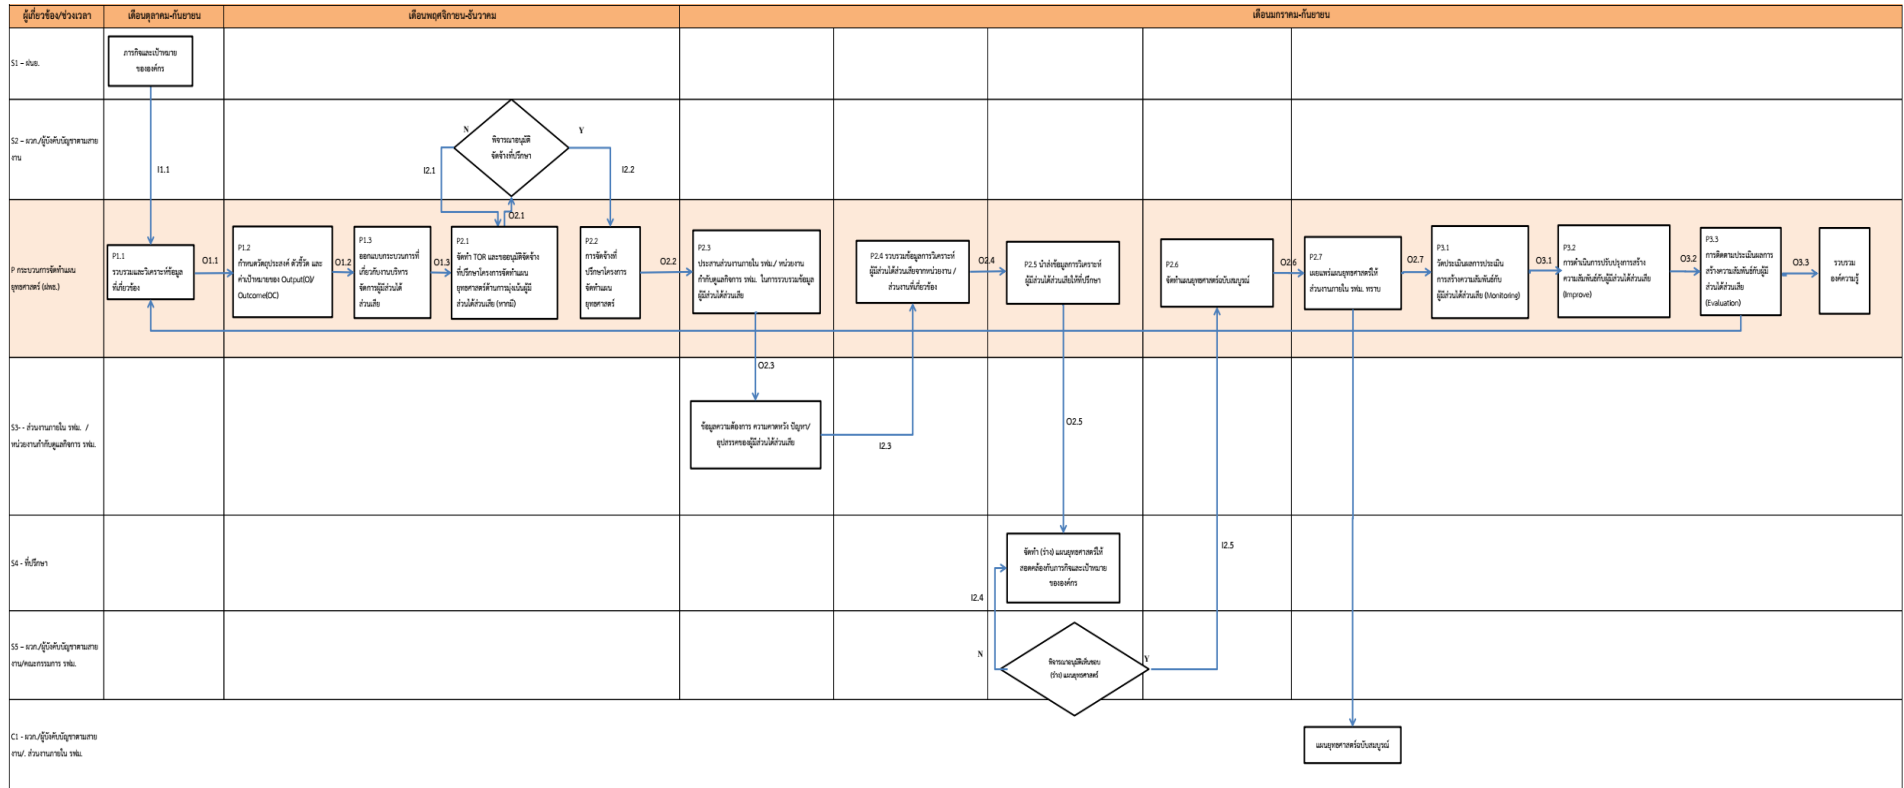 ผู้เกี่ยวข้อง/ช่วงเวลา
เดือนตุลาคม-กันยายน
เดือนพฤศจิกายน-ธันวาคม
เดือนมกราคม-กันยายน
S1 – ฝนย.
ภารกิจและเป้าหมาย
ขององค์กร
I1.1
S2 – ผวก./ผู้บังคับบัญชาตามสาย
งาน
N
Y
พิจารณาอนุมัติ
จัดจ้างที่ปรึกษา
I2.1
I2.2
O2.1
P กระบวนการจัดทำแผน
ยุทธศาสตร์ (ฝพธ.)
P1.1
รวบรวมและวิเคราะห์ข้อมูล
ที่เกี่ยวข้อง
O1.1
P1.2
กำหนดวัตถุประสงค์ ตัวชี้วัด และ
ค่าเป้าหมายของ Output(O)/
Outcome(OC)
O1.2
P1.3
ออกแบบกระบวนการที่
เกี่ยวกับงานบริหาร
จัดการผู้มีส่วนได้
ส่วนเสีย
O1.3
P2.1
จัดทำ TOR และขออนุมัติจัดจ้าง
ที่ปรึกษาโครงการจัดทำแผน
ยุทธศาสตร์ด้านการมุ่งเน้นผู้มี
ส่วนได้ส่วนเสีย (หากมี)
P2.2
การจัดจ้างที่
ปรึกษาโครงการ
จัดทำแผน
ยุทธศาสตร์
O2.2
P2.3
ประสานส่วนงานภายใน รฟม./ หน่วยงาน
กำกับดูแลกิจการ รฟม. ในการรวบรวมข้อมูล
ผู้มีส่วนได้ส่วนเสีย
P2.4 รวบรวมข้อมูลการวิเคราะห์
ผู้มีส่วนได้ส่วนเสียจากหน่วยงาน /
ส่วนงานที่เกี่ยวข้อง
O2.4
P2.5 นำส่งข้อมูลการวิเคราะห์
ผู้มีส่วนได้ส่วนเสียให้ที่ปรึกษา
P2.6
จัดทำแผนยุทธศาสตร์ฉบับสมบูรณ์
O2.6
P2.7
เผยแพร่แผนยุทธศาสตร์ให้
ส่วนงานภายใน รฟม. ทราบ
O2.7
P3.1
วัดประเมินผลการประเมิน
การสร้างความสัมพันธ์กับ
ผู้มีส่วนได้ส่วนเสีย (Monitoring)
O3.1
P3.2
การดำเนินการปรับปรุงการสร้าง
ความสัมพันธ์กับผู้มีส่วนได้ส่วนเสีย
(Improve)
O3.2
P3.3
การติดตามประเมินผลการ
สร้างความสัมพันธ์กับผู้มี
ส่วนได้ส่วนเสีย
(Evaluation)
O3.3
รวบรวม
องค์ความรู้
O2.3
S3- - ส่วนงานภายใน รฟม. /
หน่วยงานกำกับดูแลกิจการ รฟม.
ข้อมูลความต้องการ ความคาดหวัง ปัญหา/
อุปสรรคของผู้มีส่วนได้ส่วนเสีย
I2.3
O2.5
S4 - ที่ปรึกษา
จัดทำ (ร่าง) แผนยุทธศาสตร์ให้
สอดคล้องกับภารกิจและเป้าหมาย
ขององค์กร
I2.4
I2.5
S5 – ผวก./ผู้บังคับบัญชาตามสาย
งาน/คณะกรรมการ รฟม.
N
Y
พิจารณาอนุมัติเห็นชอบ
(ร่าง) แผนยุทธศาสตร์
C1 - ผวก./ผู้บังคับบัญชาตามสาย
งาน/. ส่วนงานภายใน รฟม.
แผนยุทธศาสตร์ฉบับสมบูรณ์